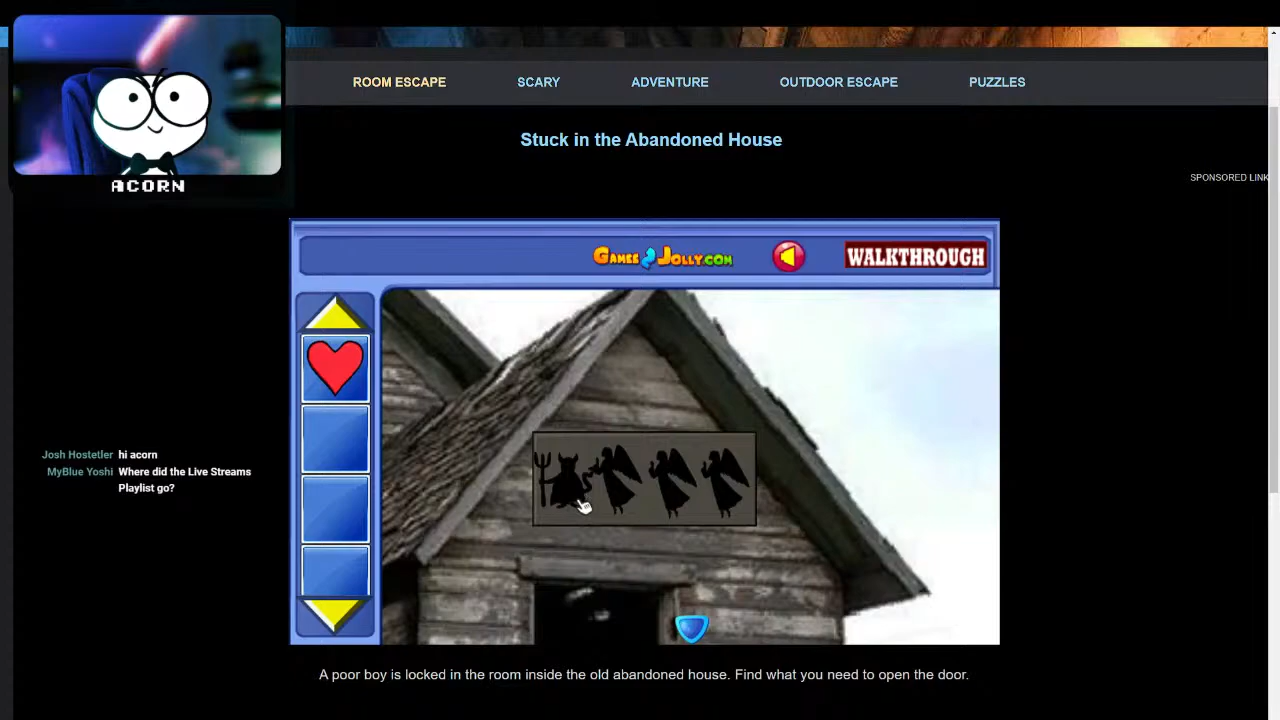 ROOM ESCAPE SCARY ADVENTURE OUTDOOR ESCAPE PUZZLES
Stuck in the Abandoned House
SPONSORED LINK
ACORN
GAMES2JOLLY.COM
WALKTHROUGH
Josh Hostetler hi acorn
MyBlue Yoshi Where did the Live Streams
Playlist go?
A poor boy is locked in the room inside the old abandoned house. Find what you need to open the door.